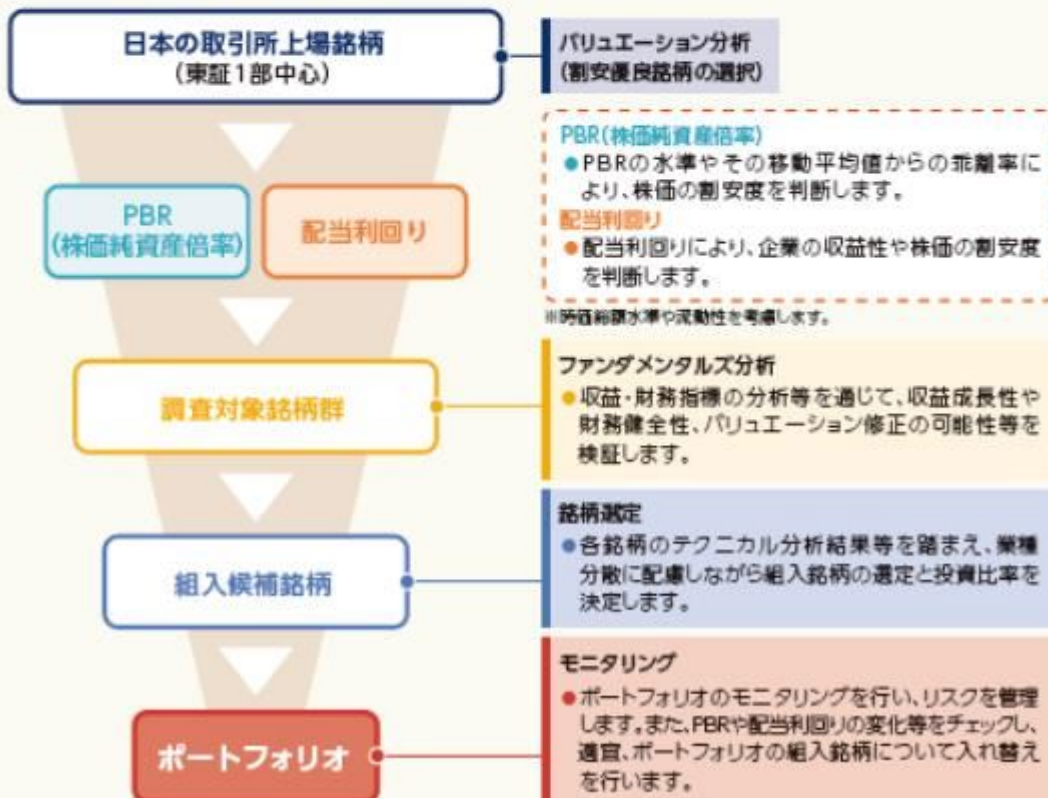 日本の取引所上場銘柄
(東証1部中心)
バリュエーション分析
(割安優良銘柄の選択)
PBR
(株価純資産倍率)
配当利回り
PBR(株価純資産倍率)
●PBRの水準やその移動平均値からの乖離率に
より、株価の割安度を判断します。
配当利回り
●配当利回りにより、企業の収益性や株価の割安度
を判断します。
※時価総額水準や流動性を考慮します。
調査対象銘柄群
ファンダメンタルズ分析
●収益・財務指標の分析等を通じて、収益成長性や
財務健全性、バリュエーション修正の可能性等を
検証します。
組入候補銘柄
銘柄選定
●各銘柄のテクニカル分析結果等を踏まえ、業種
分散に配慮しながら組入銘柄の選定と投資比率を
決定します。
ポートフォリオ
モニタリング
●ポートフォリオのモニタリングを行い、リスクを管理
します。また、PBRや配当利回りの変化等をチェックし、
適宜、ポートフォリオの組入銘柄について入れ替え
を行います。